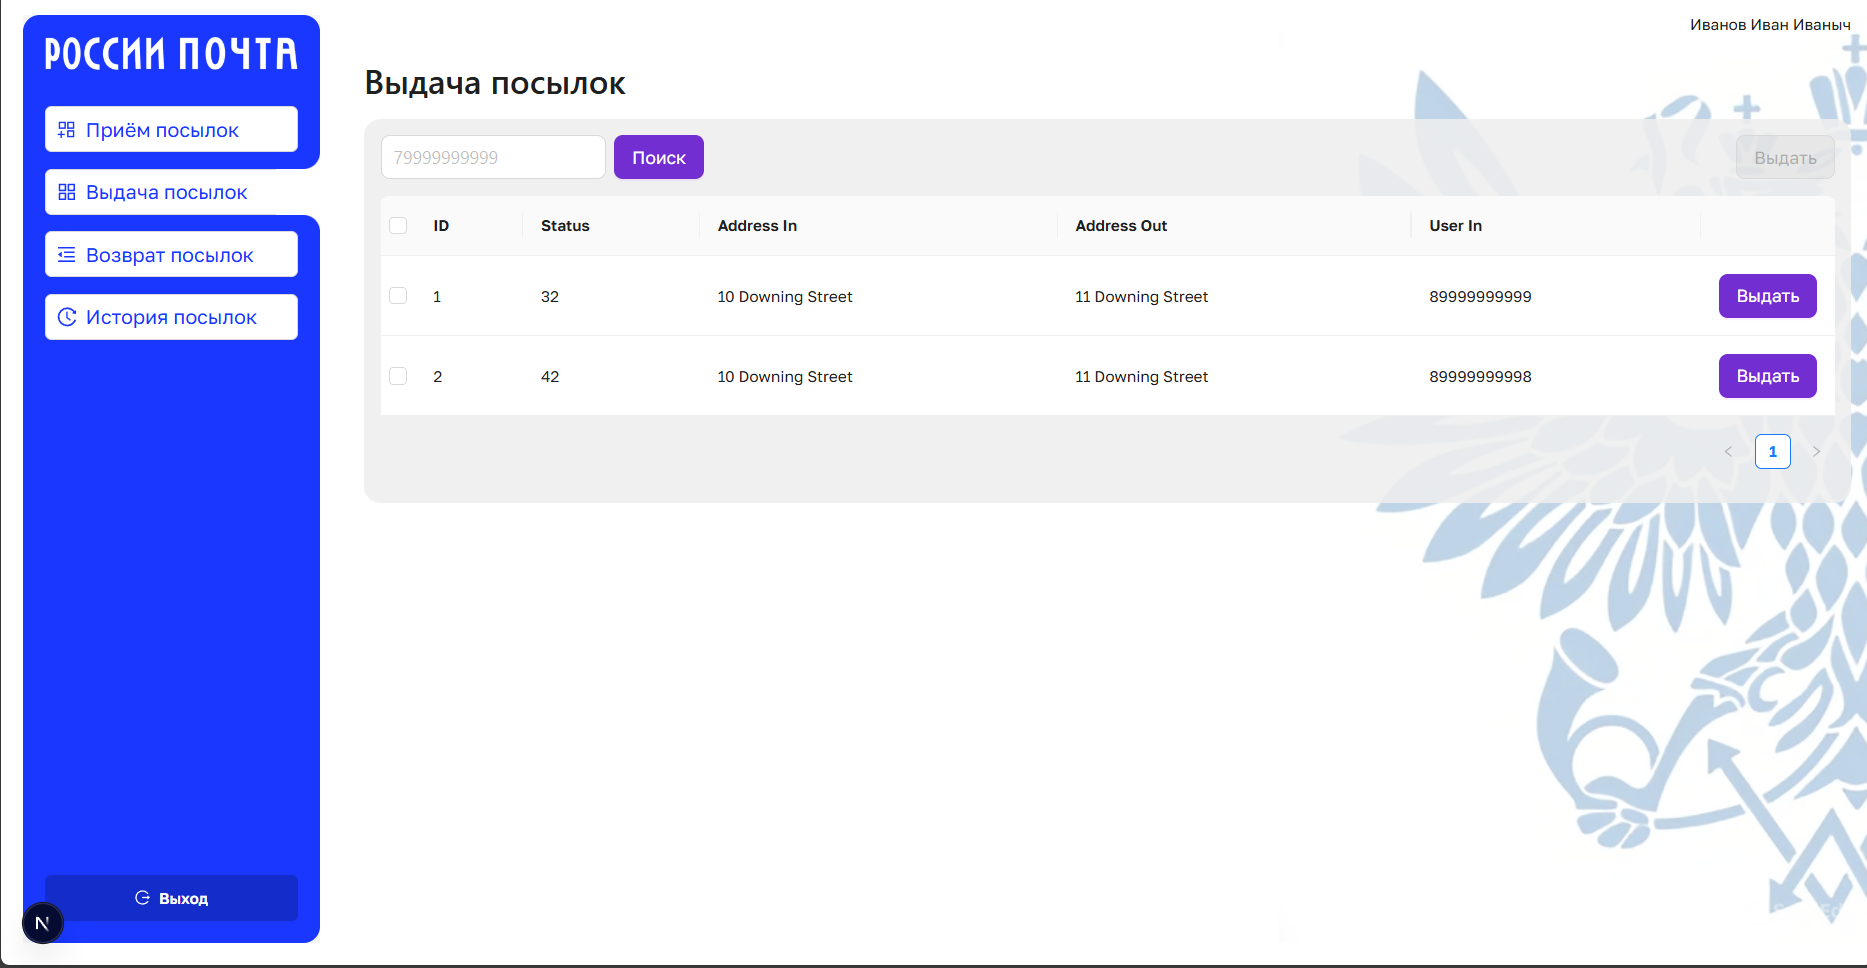 Иванов Иван Иваныч
РОССИИ ПОЧТА
Приём посылок
Выдача посылок
Возврат посылок
История посылок
Выход
N
Выдача посылок
79999999999
Поиск
Выдать
ID Status Address In Address Out User In
1 32 10 Downing Street 11 Downing Street 89999999999 Выдать
2 42 10 Downing Street 11 Downing Street 89999999998 Выдать
< 1 >